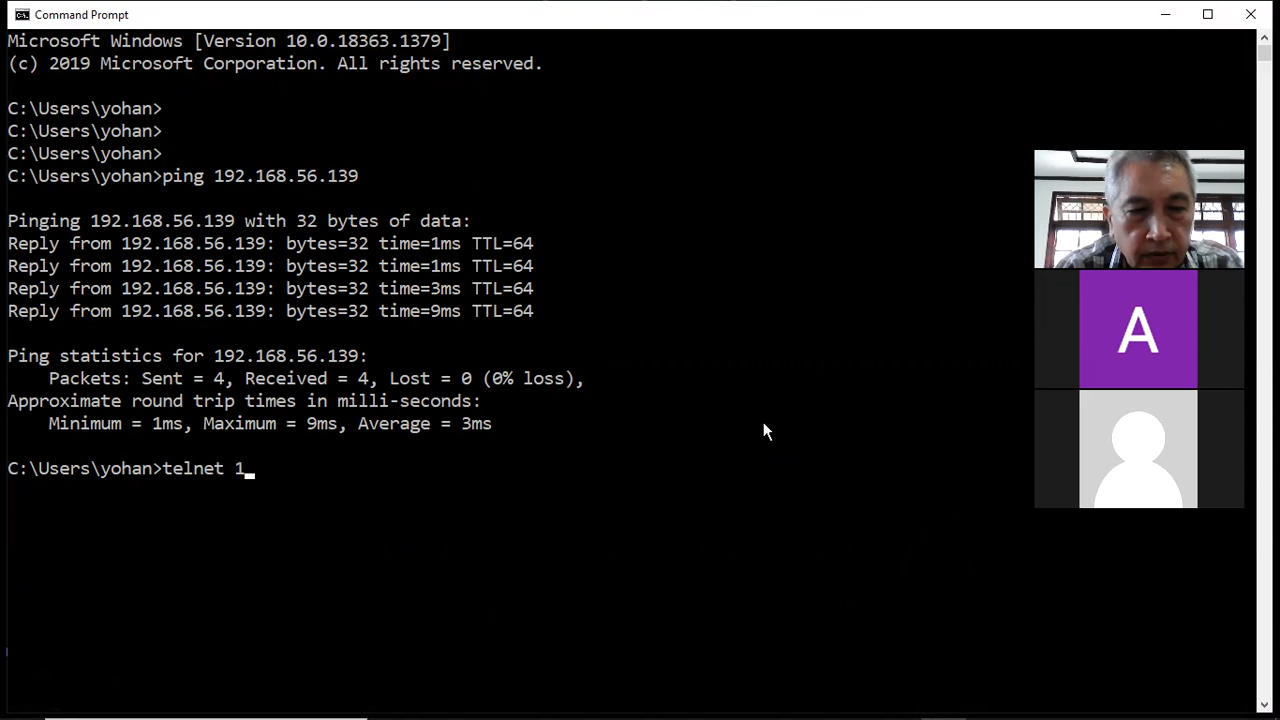 Command Prompt
Microsoft Windows [Version 10.0.18363.1379]
(c) 2019 Microsoft Corporation. All rights reserved.
C:\Users\yohan>
C:\Users\yohan>
C:\Users\yohan>
C:\Users\yohan>ping 192.168.56.139
Pinging 192.168.56.139 with 32 bytes of data:
Reply from 192.168.56.139: bytes=32 time=1ms TTL=64
Reply from 192.168.56.139: bytes=32 time=1ms TTL=64
Reply from 192.168.56.139: bytes=32 time=3ms TTL=64
Reply from 192.168.56.139: bytes=32 time=9ms TTL=64
Ping statistics for 192.168.56.139:
Packets: Sent = 4, Received = 4, Lost = 0 (0% loss),
Approximate round trip times in milli-seconds:
Minimum = 1ms, Maximum = 9ms, Average = 3ms
C:\Users\yohan>telnet 1_
A